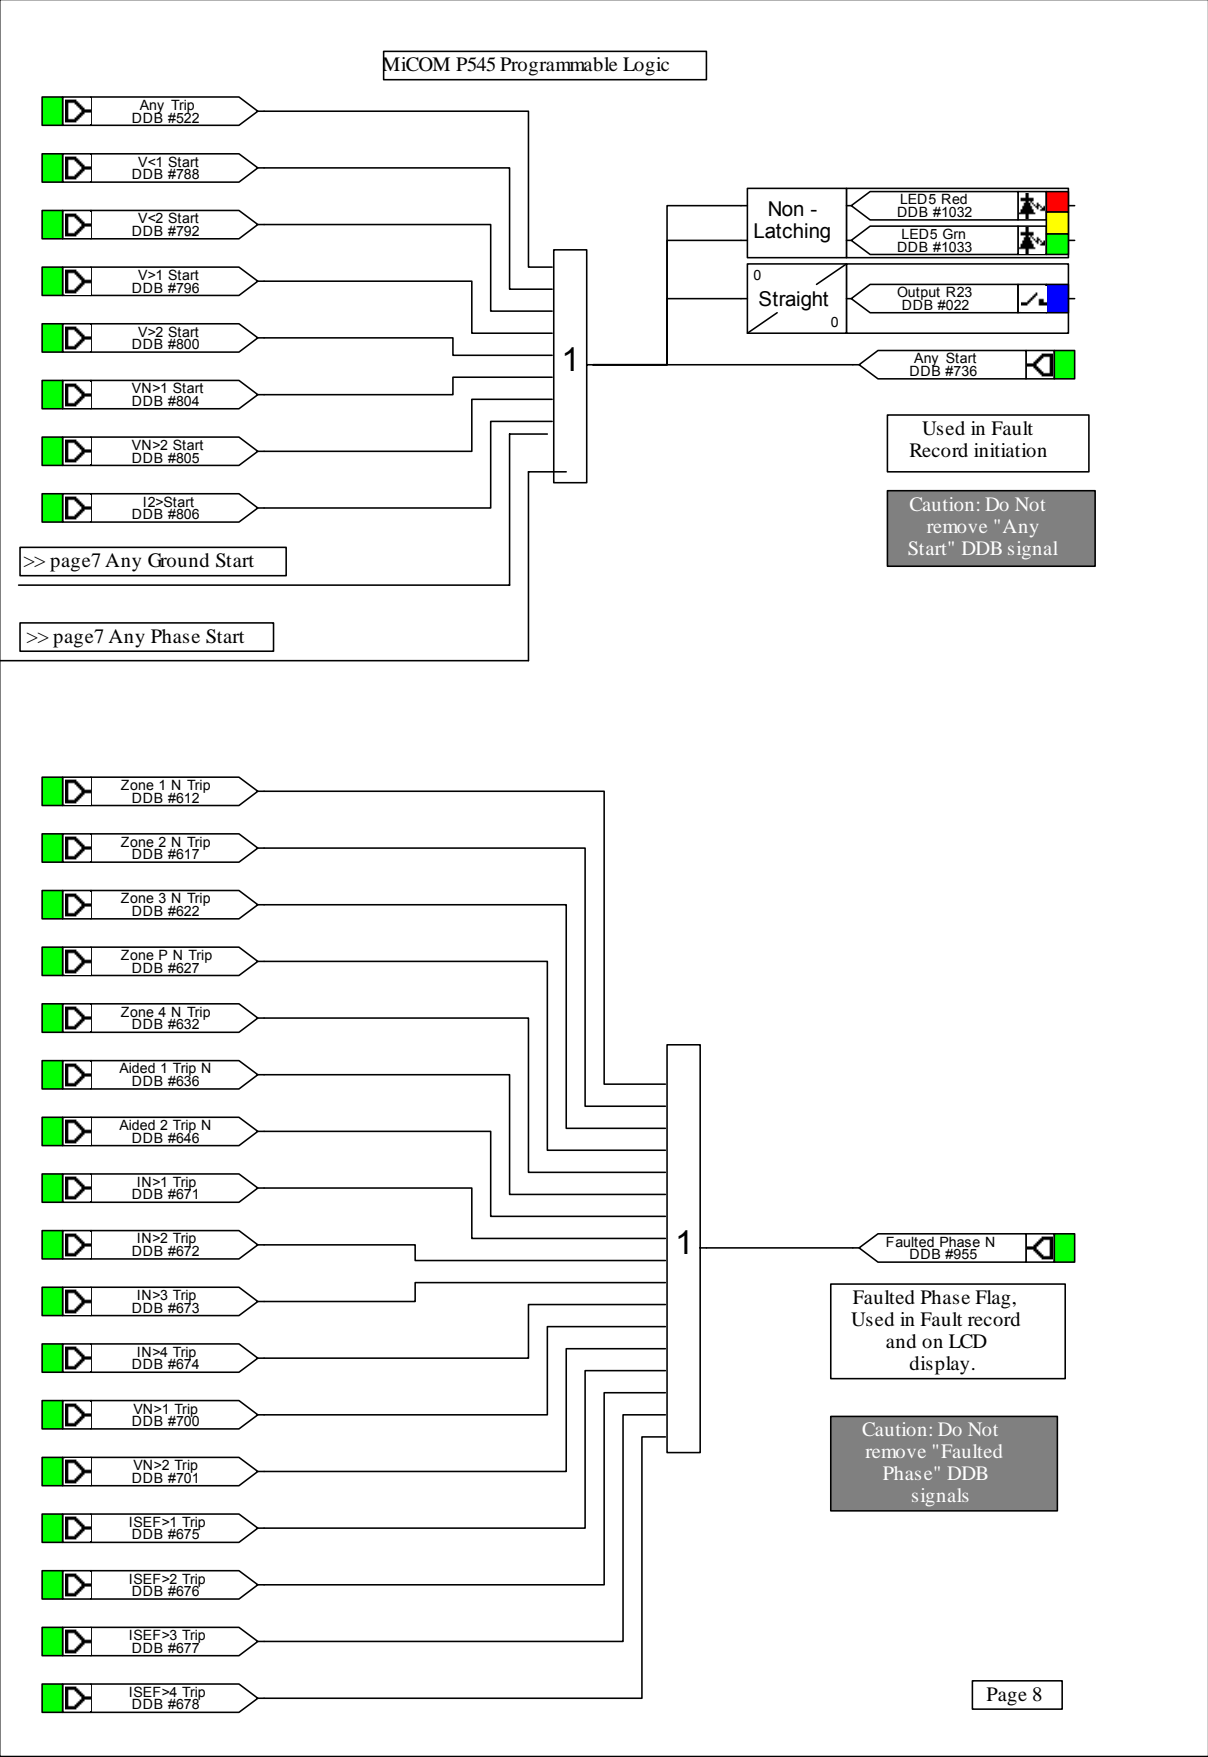 MiCOM P545 Programmable Logic
Any Trip
DDB #522
V<1 Start
DDB #788
V<2 Start
DDB #792
V>1 Start
DDB #796
V>2 Start
DDB #800
VN>1 Start
DDB #804
VN>2 Start
DDB #805
I2>Start
DDB #806
>> page7 Any Ground Start
>> page7 Any Phase Start
1
Non -
Latching
LED5 Red
DDB #1032
LED5 Grn
DDB #1033
0
Straight
0
Output R23
DDB #022
Any Start
DDB #736
Used in Fault
Record initiation
Caution: Do Not
remove "Any
Start" DDB signal
Zone 1 N Trip
DDB #612
Zone 2 N Trip
DDB #617
Zone 3 N Trip
DDB #622
Zone P N Trip
DDB #627
Zone 4 N Trip
DDB #632
Aided 1 Trip N
DDB #636
Aided 2 Trip N
DDB #646
IN>1 Trip
DDB #671
IN>2 Trip
DDB #672
IN>3 Trip
DDB #673
IN>4 Trip
DDB #674
VN>1 Trip
DDB #700
VN>2 Trip
DDB #701
ISEF>1 Trip
DDB #675
ISEF>2 Trip
DDB #676
ISEF>3 Trip
DDB #677
ISEF>4 Trip
DDB #678
1
Faulted Phase N
DDB #955
Faulted Phase Flag,
Used in Fault record
and on LCD
display.
Caution: Do Not
remove "Faulted
Phase" DDB
signals
Page 8